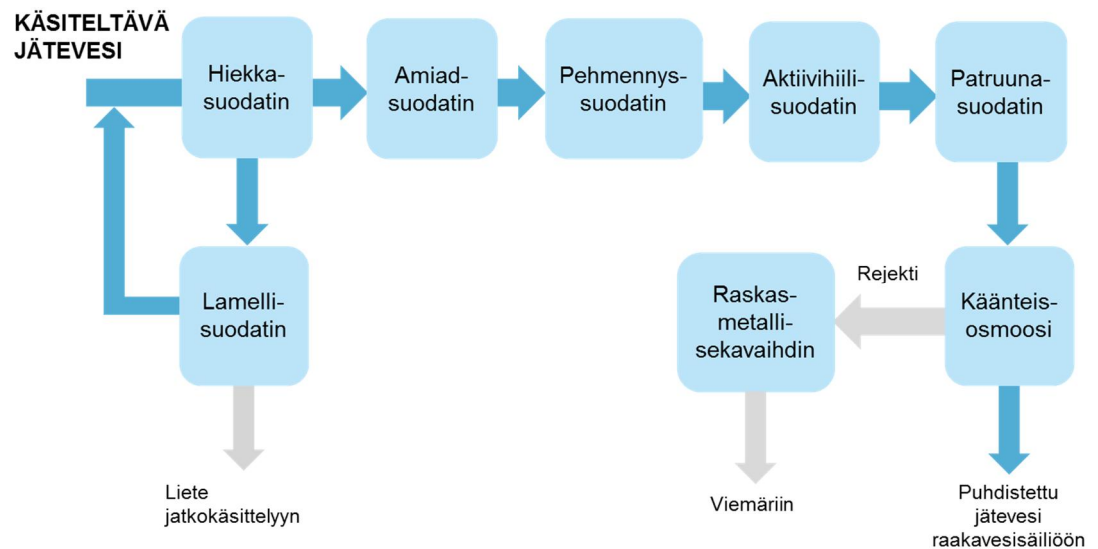 KÄSITELTÄVÄ
JÄTEVESI
Hiekka-
suodatin
Amiad-
suodatin
Pehmennys-
suodatin
Aktiivihiili-
suodatin
Patruuna-
suodatin
Lamelli-
suodatin
Raskas-
metalli-
sekavaihdin
Rejekti
Käänteis-
osmoosi
Liete
jatkokäsittelyyn
Viemäriin
Puhdistettu
jätevesi
raakavesisäiliöön